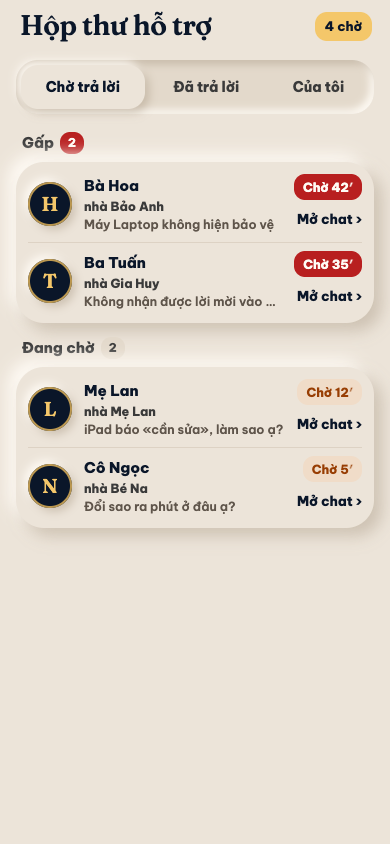 Hộp thư hỗ trợ
4 chờ
Chờ trả lời
Đã trả lời
Của tôi
Gấp 2
H
Bà Hoa
Chờ 42′
nhà Bảo Anh
Máy Laptop không hiện bảo vệ
Mở chat ›
T
Ba Tuấn
Chờ 35′
nhà Gia Huy
Không nhận được lời mời vào ...
Mở chat ›
Đang chờ 2
L
Mẹ Lan
Chờ 12′
nhà Mẹ Lan
iPad báo «cần sửa», làm sao ạ?
Mở chat ›
N
Cô Ngọc
Chờ 5′
nhà Bé Na
Đổi sao ra phút ở đâu ạ?
Mở chat ›